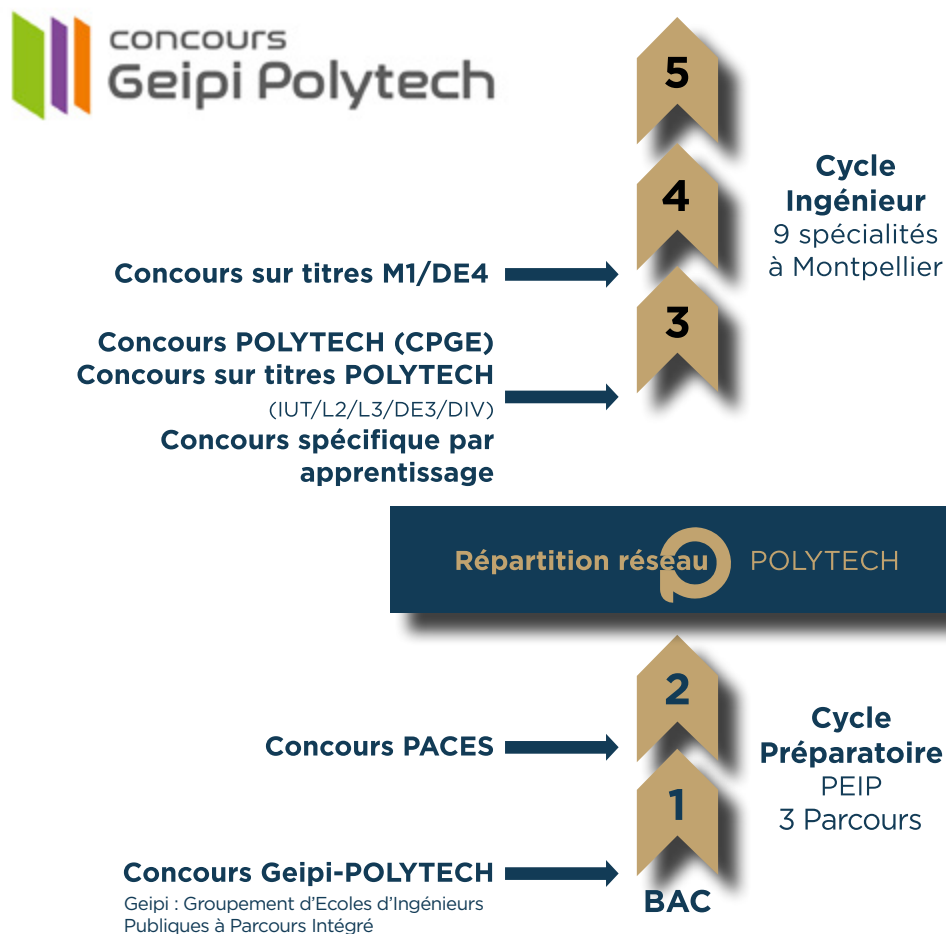 concours
Geipi Polytech
5
4
Cycle
Ingénieur
9 spécialités
à Montpellier
Concours sur titres M1/DE4
3
Concours POLYTECH (CPGE)
Concours sur titres POLYTECH
(IUT/L2/L3/DE3/DIV)
Concours spécifique par
apprentissage
Répartition réseau POLYTECH
2
Concours PACES
Cycle
Préparatoire
PEIP
3 Parcours
1
Concours Geipi-POLYTECH
Geipi : Groupement d'Ecoles d'Ingénieurs
Publiques à Parcours Intégré
BAC